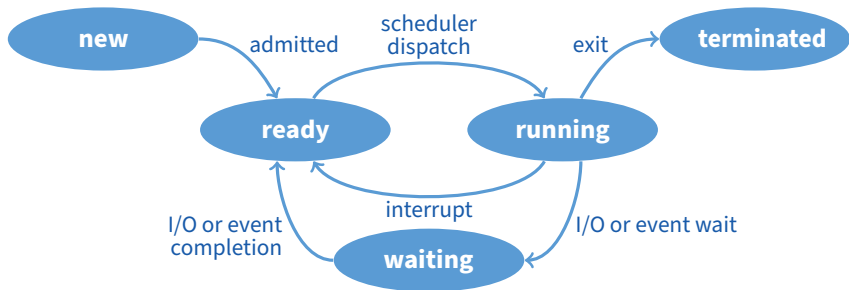 new
admitted
scheduler
dispatch
exit
terminated
ready
running
interrupt
I/O or event
completion
I/O or event wait
waiting